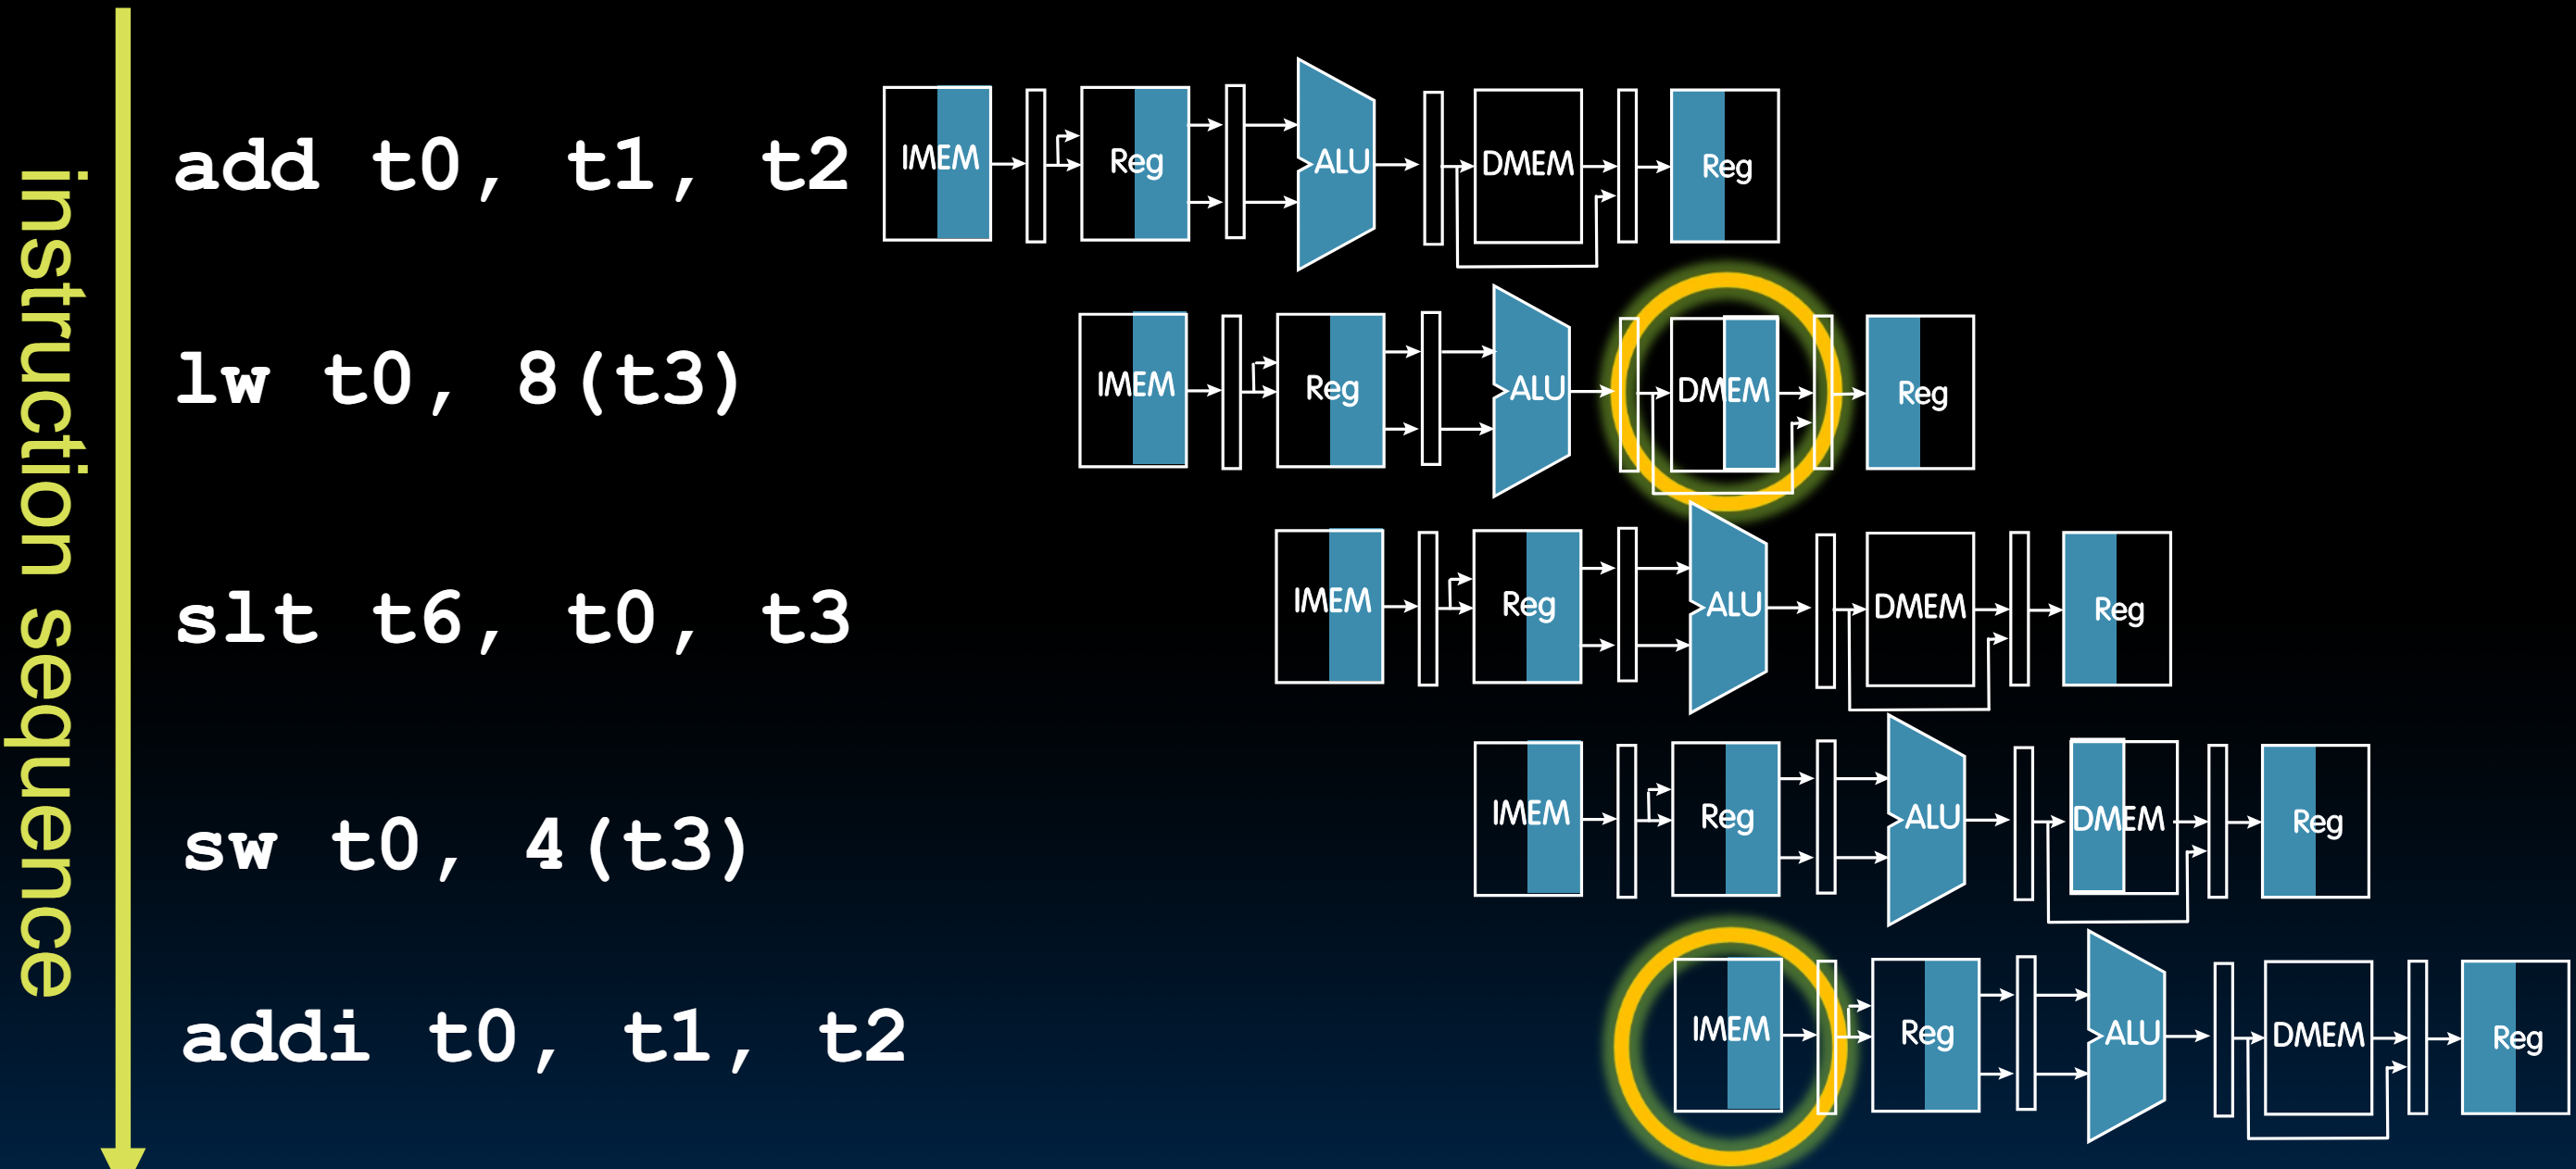 instruction sequence
add t0, t1, t2
IMEM Reg ALU DMEM Reg
lw t0, 8(t3)
IMEM Reg ALU DMEM Reg
slt t6, t0, t3
IMEM Reg ALU DMEM Reg
sw t0, 4(t3)
IMEM Reg ALU DMEM Reg
addi t0, t1, t2
IMEM Reg ALU DMEM Reg